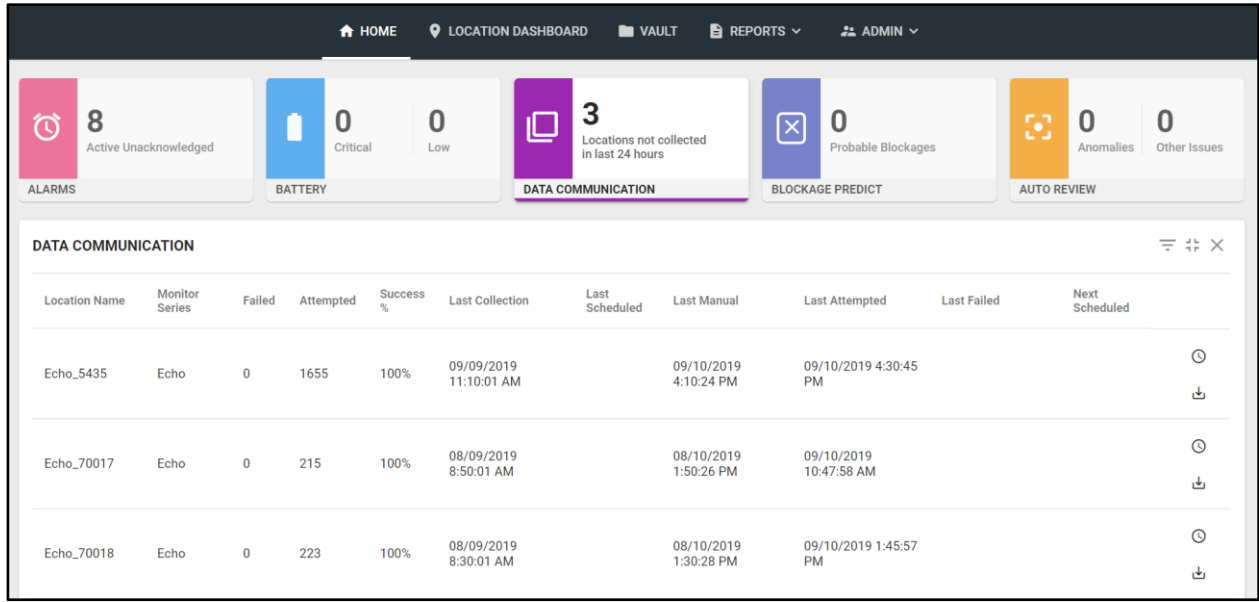 HOME LOCATION DASHBOARD VAULT REPORTS ADMIN
8
Active Unacknowledged
ALARMS
0
Critical
0
Low
BATTERY
3
Locations not collected
in last 24 hours
DATA COMMUNICATION
0
Probable Blockages
BLOCKAGE PREDICT
0
Anomalies
0
Other Issues
AUTO REVIEW
DATA COMMUNICATION
Location Name
Monitor
Series
Failed
Attempted
Success
%
Last Collection
Last
Scheduled
Last Manual
Last Attempted
Last Failed
Next
Scheduled
Echo_5435
Echo
0
1655
100%
09/09/2019
11:10:01 AM
09/10/2019
4:10:24 PM
09/10/2019 4:30:45
PM
Echo_70017
Echo
0
215
100%
08/09/2019
8:50:01 AM
08/10/2019
1:50:26 PM
09/10/2019
10:47:58 AM
Echo_70018
Echo
0
223
100%
08/09/2019
8:30:01 AM
08/10/2019
1:30:28 PM
09/10/2019 1:45:57
PM